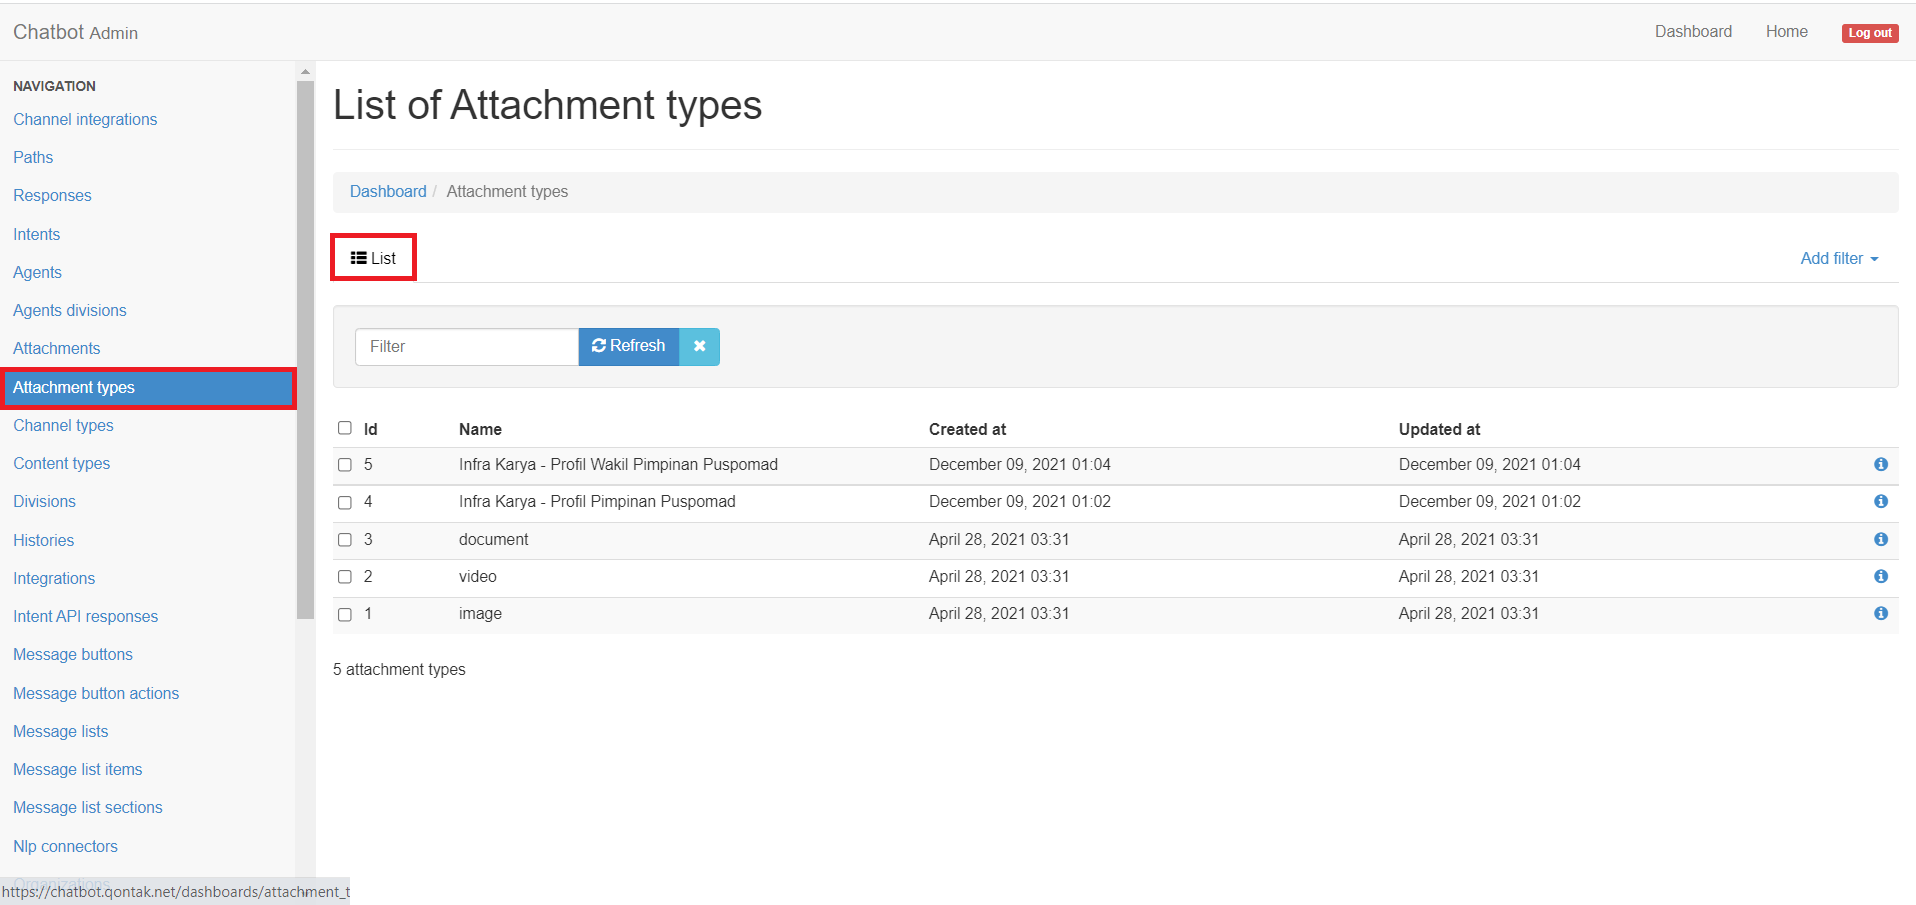 Chatbot Admin
Dashboard
Home
Log out
NAVIGATION
Channel integrations
Paths
Responses
Intents
Agents
Agents divisions
Attachments
Attachment types
Channel types
Content types
Divisions
Histories
Integrations
Intent API responses
Message buttons
Message button actions
Message lists
Message list items
Message list sections
Nlp connectors
Organizations
https://chatbot.qontak.net/dashboards/attachment_t
List of Attachment types
Dashboard / Attachment types
List
Add filter
Filter
Refresh
Id Name Created at Updated at
5 Infra Karya - Profil Wakil Pimpinan Puspomad December 09, 2021 01:04 December 09, 2021 01:04
4 Infra Karya - Profil Pimpinan Puspomad December 09, 2021 01:02 December 09, 2021 01:02
3 document April 28, 2021 03:31 April 28, 2021 03:31
2 video April 28, 2021 03:31 April 28, 2021 03:31
1 image April 28, 2021 03:31 April 28, 2021 03:31
5 attachment types